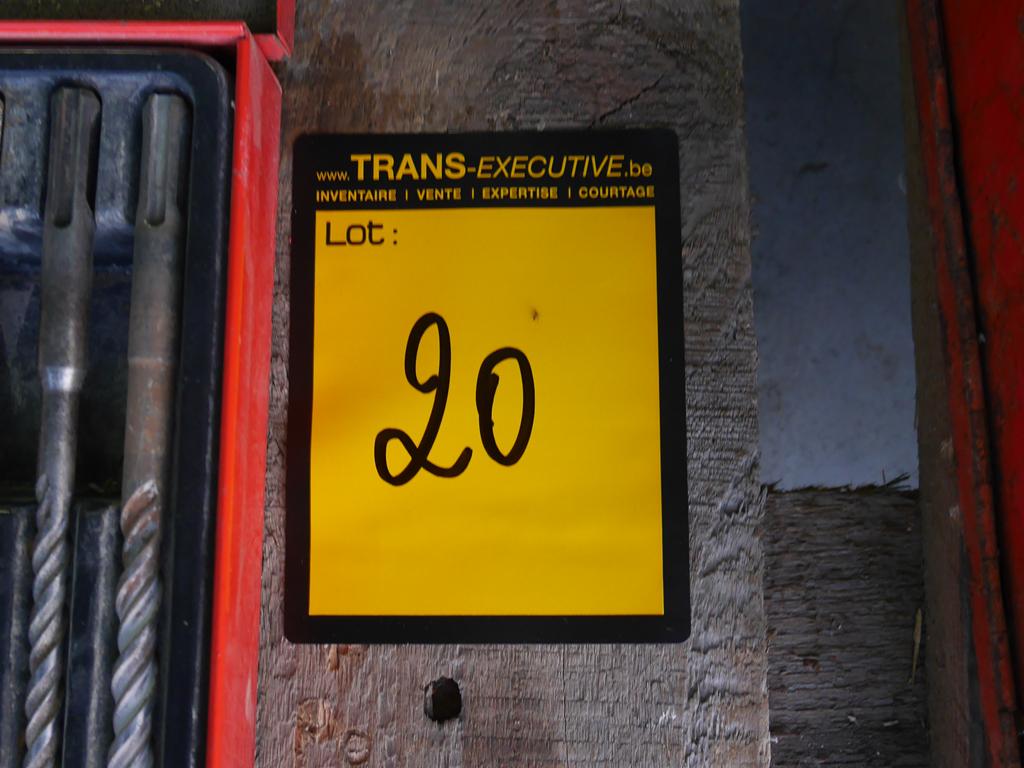 www.TRANS-EXECUTIVE.be
INVENTAIRE | VENTE | EXPERTISE | COURTAGE
Lot:
20